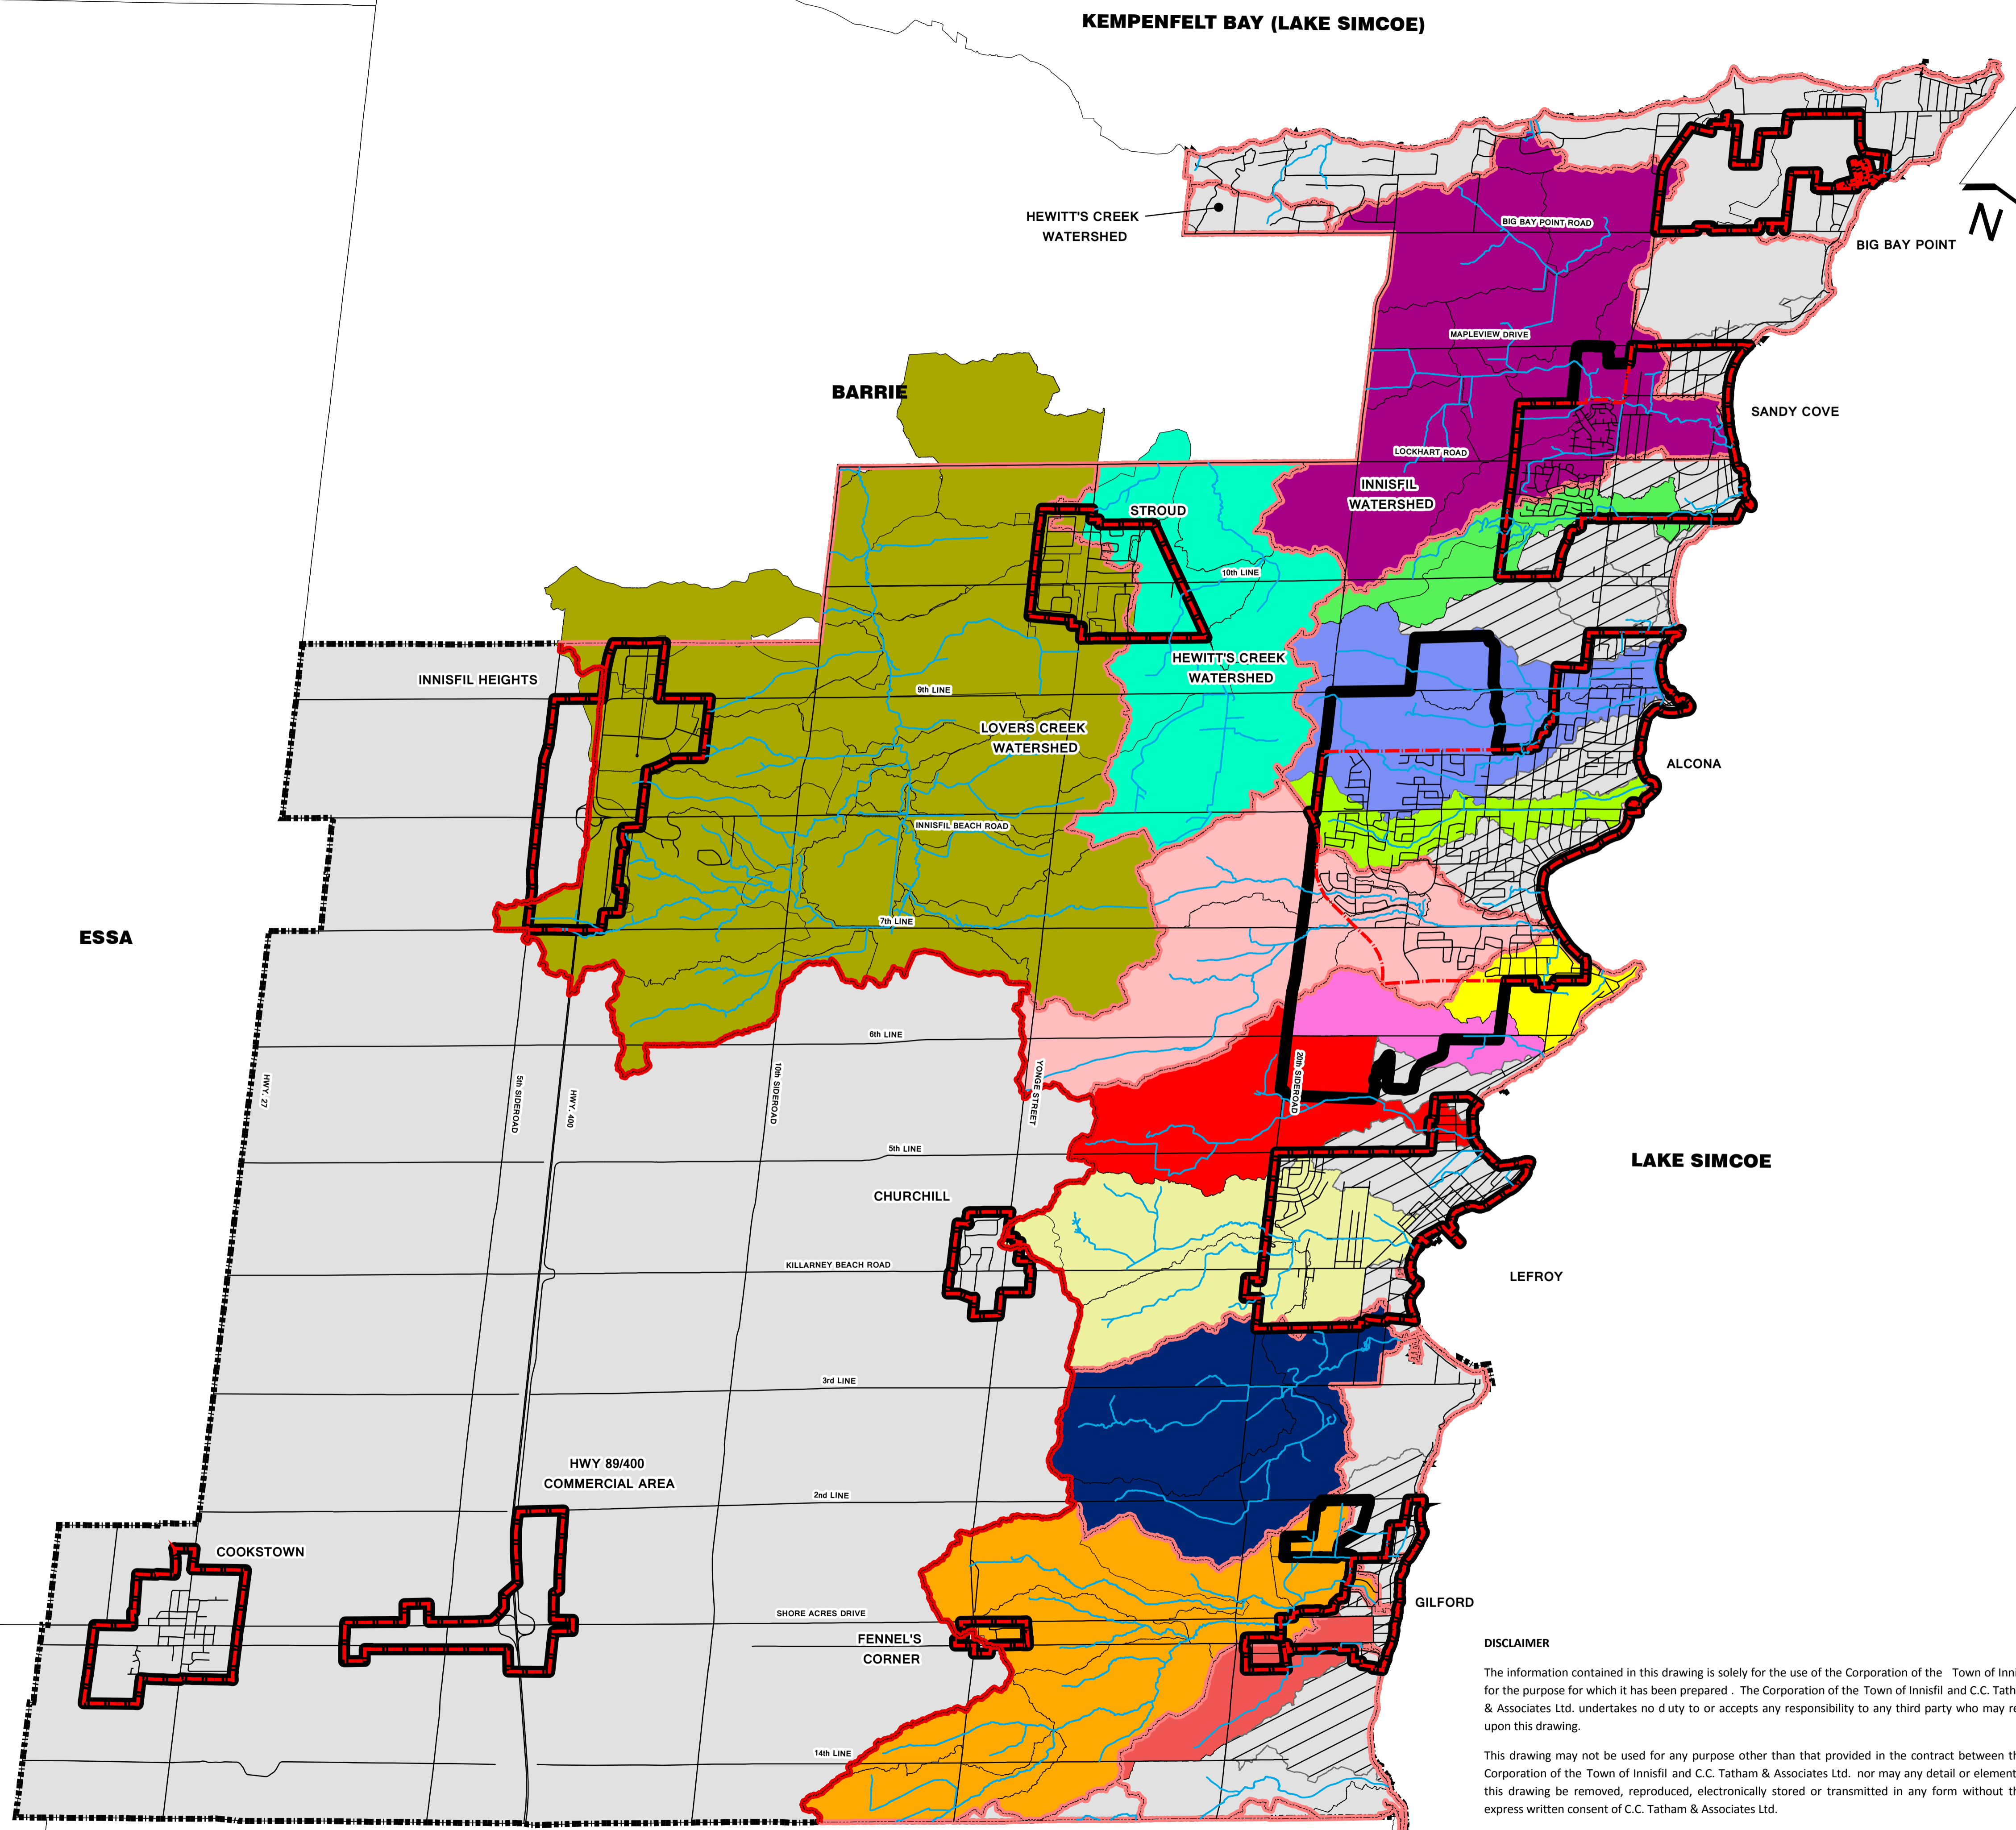 KEMPENFELT BAY (LAKE SIMCOE)
HEWITT'S CREEK
WATERSHED
BIG BAY POINT ROAD
N
BIG BAY POINT
MAPLEVIEW DRIVE
BARRIE
SANDY COVE
LOCKHART ROAD
INNISFIL
WATERSHED
STROUD
10th LINE
HEWITT'S CREEK
WATERSHED
INNISFIL HEIGHTS
9th LINE
LOVERS CREEK
WATERSHED
ALCONA
INNISFIL BEACH ROAD
ESSA
7th LINE
6th LINE
HWY. 27
5th SIDEROAD
HWY. 400
10th SIDEROAD
YONGE STREET
20th SIDEROAD
5th LINE
LAKE SIMCOE
CHURCHILL
KILLARNEY BEACH ROAD
LEFROY
3rd LINE
HWY 89/400
COMMERCIAL AREA
2nd LINE
COOKSTOWN
SHORE ACRES DRIVE
GILFORD
FENNEL'S
CORNER
14th LINE
DISCLAIMER
The information contained in this drawing is solely for the use of the Corporation of the Town of
for the purpose for which it has been prepared . The Corporation of the Town of Innisfil and C.C.
& Associates Ltd. undertakes no d uty to or accepts any responsibility to any third party who may
upon this drawing.
This drawing may not be used for any purpose other than that provided in the contract between
Corporation of the Town of Innisfil and C.C. Tatham & Associates Ltd. nor may any detail or element
this drawing be removed, reproduced, electronically stored or transmitted in any form without
express written consent of C.C. Tatham & Associates Ltd.